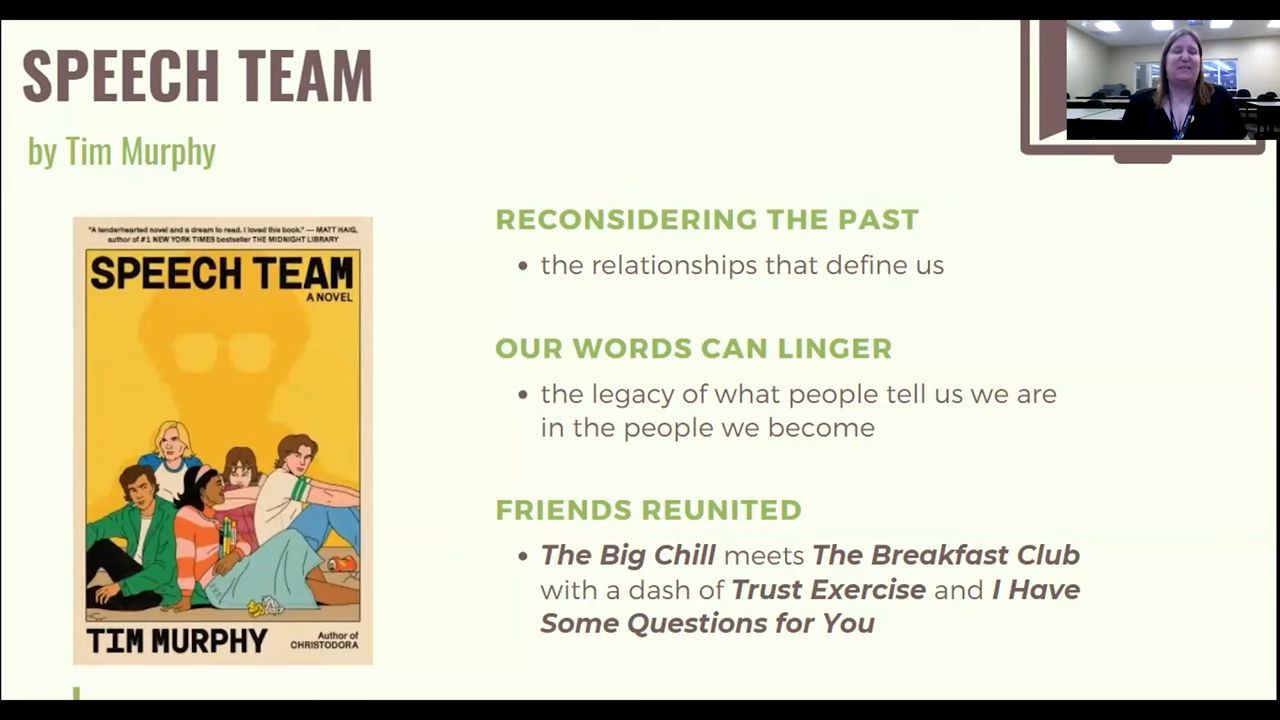 SPEECH TEAM
by Tim Murphy
"A tenderhearted novel and a dream to read. I loved this book." — MATT HAIG,
author of #1 NEW YORK TIMES bestseller THE MIDNIGHT LIBRARY
SPEECH TEAM
A NOVEL
TIM MURPHY
Author of
CHRISTODORA
RECONSIDERING THE PAST
• the relationships that define us
OUR WORDS CAN LINGER
• the legacy of what people tell us we are
in the people we become
FRIENDS REUNITED
• The Big Chill meets The Breakfast Club
with a dash of Trust Exercise and I Have
Some Questions for You